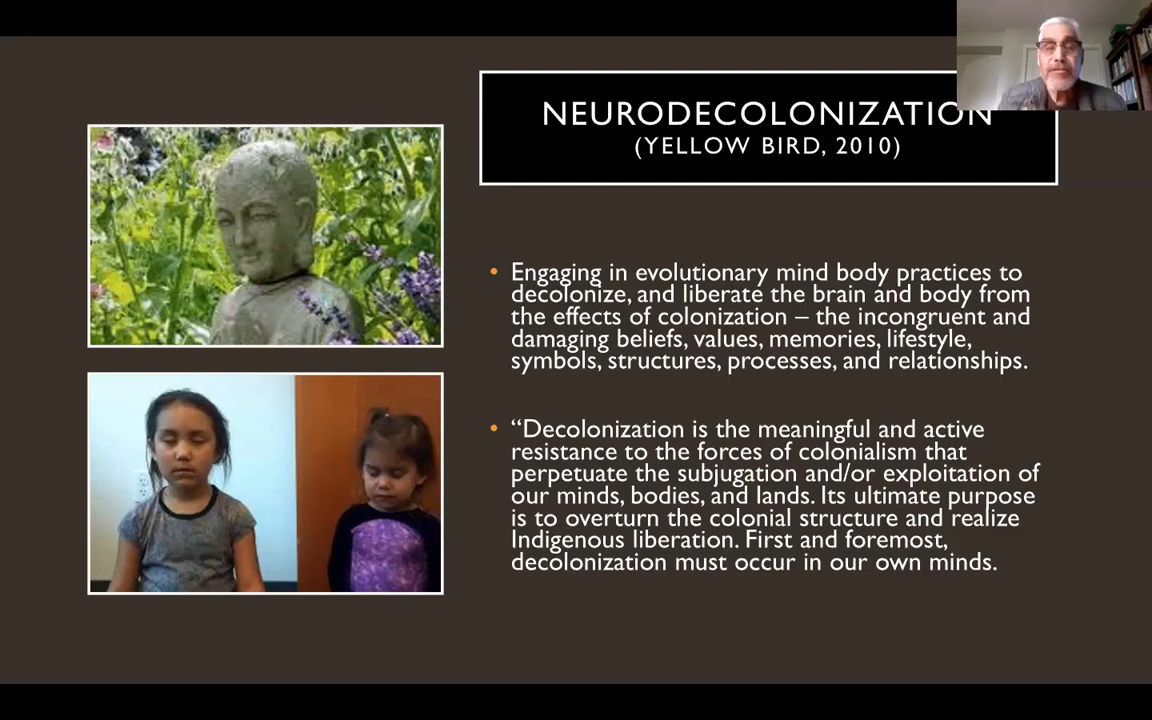 NEURODECOLONIZATION
(YELLOW BIRD, 2010)
• Engaging in evolutionary mind body practices to
decolonize, and liberate the brain and body from
the effects of colonization – the incongruent and
damaging beliefs, values, memories, lifestyle,
symbols, structures, processes, and relationships.
• “Decolonization is the meaningful and active
resistance to the forces of colonialism that
perpetuate the subjugation and/or exploitation of
our minds, bodies, and lands. Its ultimate purpose
is to overturn the colonial structure and realize
Indigenous liberation. First and foremost,
decolonization must occur in our own minds.